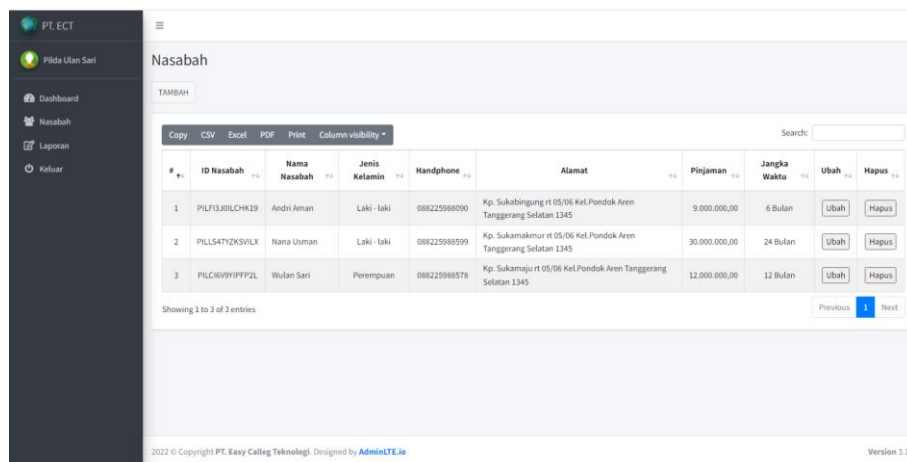 PT. ECT
Pilda Ulan Sari
Dashboard
Nasabah
Laporan
Keluar
Nasabah
TAMBAH
Copy CSV Excel PDF Print Column visibility
Search:
# ID Nasabah Nama Nasabah Jenis Kelamin Handphone Alamat Pinjaman Jangka Waktu Ubah Hapus
1 Andri Aman Laki - laki 088225988090 Kp. Sukabingung rt 05/06 Kel.Pondok Aren
Tanggerang Selatan 1345 9.000.000,00 6 Bulan Ubah Hapus
2 Nana Usman Laki - laki 088225988599 Kp. Sukamakmur rt 05/06 Kel.Pondok Aren
Tanggerang Selatan 1345 30.000.000,00 24 Bulan Ubah Hapus
3 Wulan Sari Perempuan 088225988578 Kp. Sukamaju rt 05/06 Kel.Pondok Aren Tanggerang
Selatan 1345 12.000.000,00 12 Bulan Ubah Hapus
Showing 1 to 3 of 3 entries
Previous 1 Next
2022 © Copyright PT. Easy Calleg Teknologi. Designed by AdminLTE.io
Version